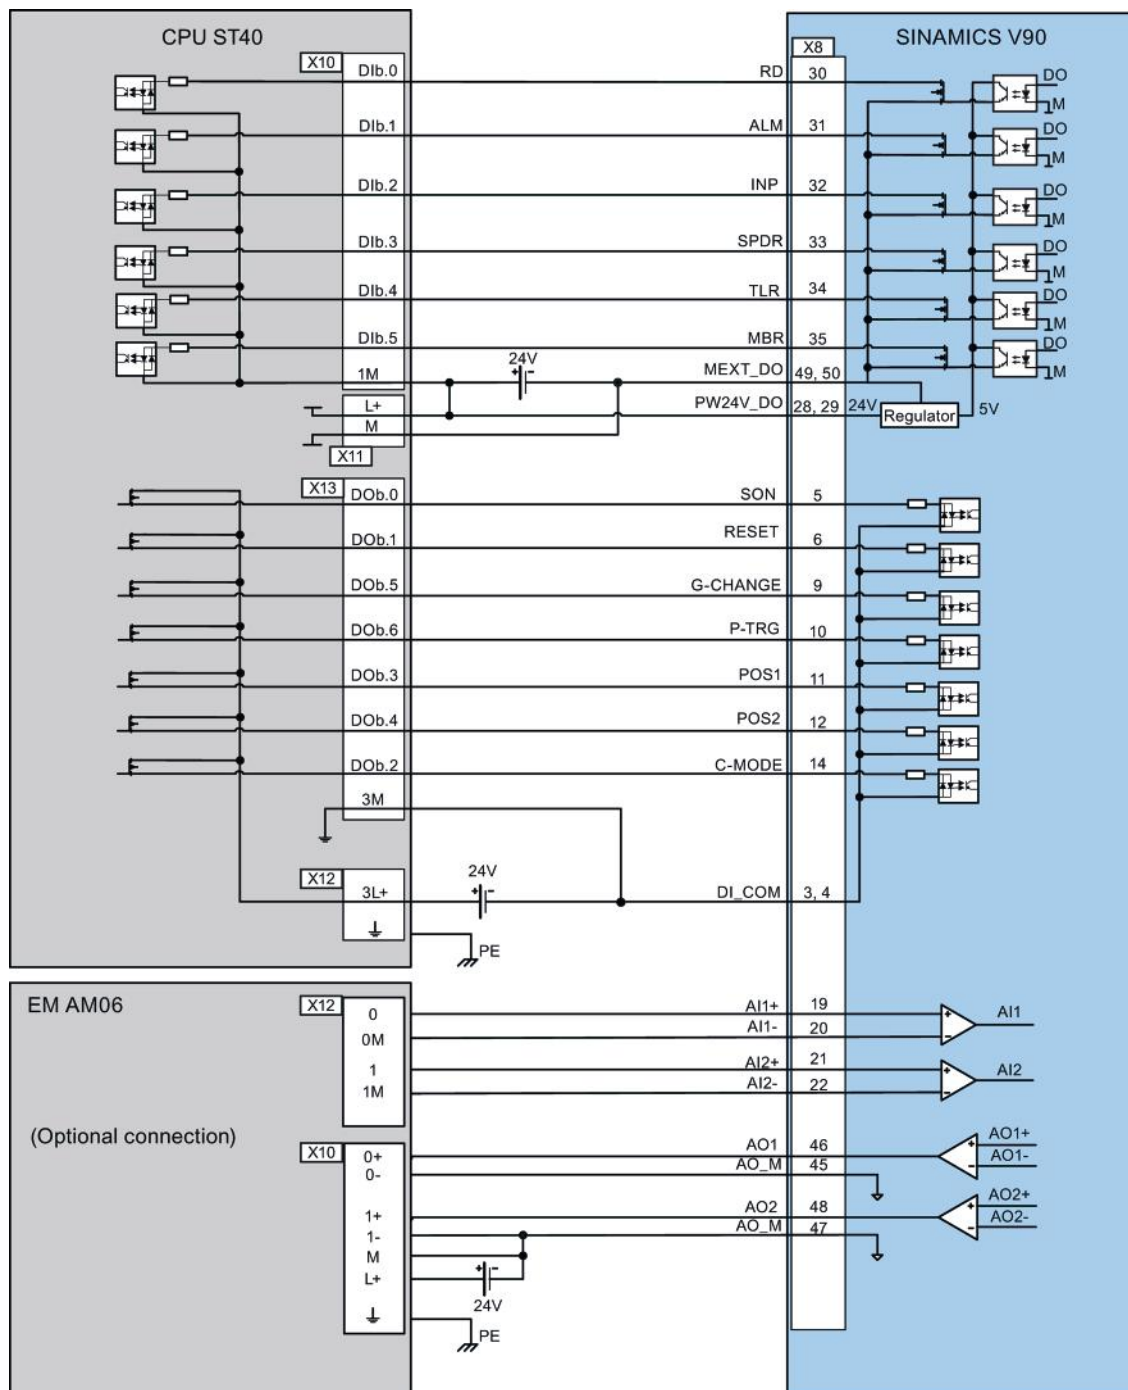 CPU ST40 SINAMICS V90
X10 X8
DIb.0 RD 30 DO
M
DIb.1 ALM 31 DO
M
DIb.2 INP 32 DO
M
DIb.3 SPDR 33 DO
M
DIb.4 TLR 34 DO
M
DIb.5 MBR 35 DO
M
24V
+ -
1M MEXT_DO 49, 50
L+ PW24V_DO 28, 29 24V Regulator 5V
M
X11
X13
DOb.0 SON 5
DOb.1 RESET 6
DOb.5 G-CHANGE 9
DOb.6 P-TRG 10
DOb.3 POS1 11
DOb.4 POS2 12
DOb.2 C-MODE 14
3M
X12 24V
+ -
3L+ DI_COM 3, 4
PE
EM AM06
X12
0 AI1+ 19 + AI1
0M AI1- 20 -
1 AI2+ 21 + AI2
1M AI2- 22 -
(Optional connection)
X10
0+ AO1 46 + AO1+
0- AO_M 45 - AO1-
1+ AO2 48 + AO2+
1- AO_M 47 - AO2-
M
L+ + -
24V
PE